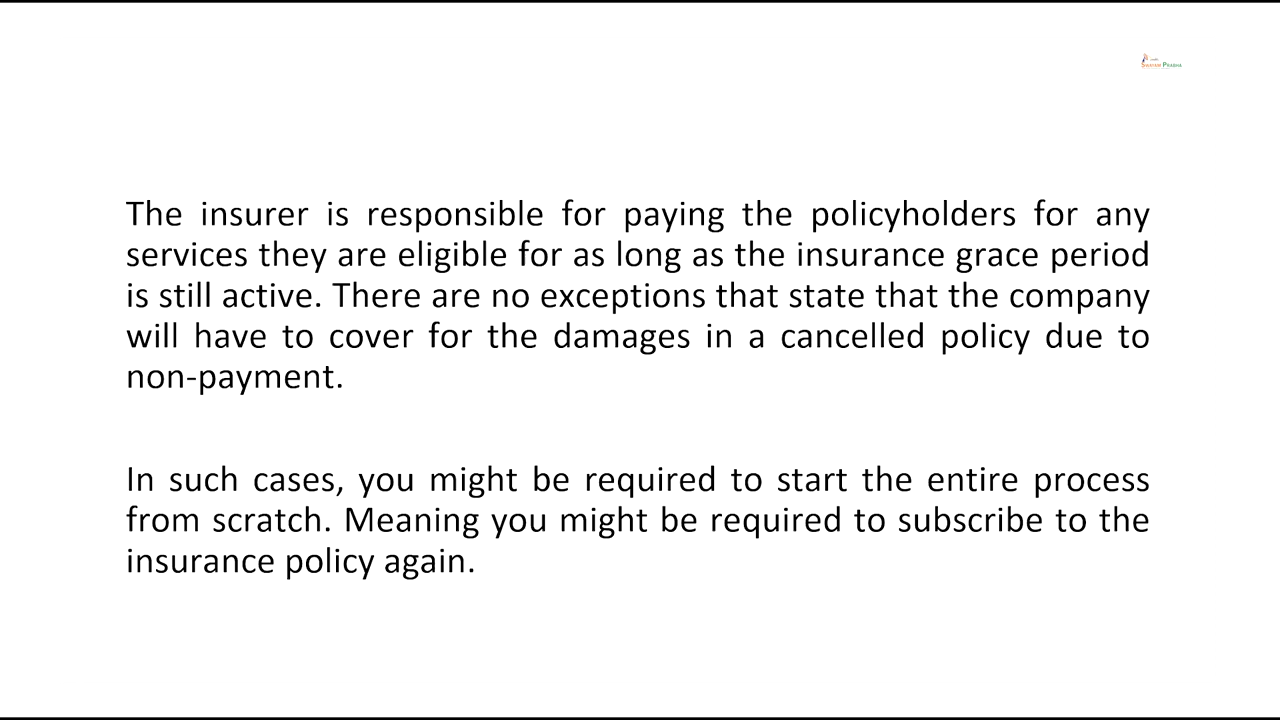 SWAYAM PRABHA
The insurer is responsible for paying the policyholders for any
services they are eligible for as long as the insurance grace period
is still active. There are no exceptions that state that the company
will have to cover for the damages in a cancelled policy due to
non-payment.
In such cases, you might be required to start the entire process
from scratch. Meaning you might be required to subscribe to the
insurance policy again.